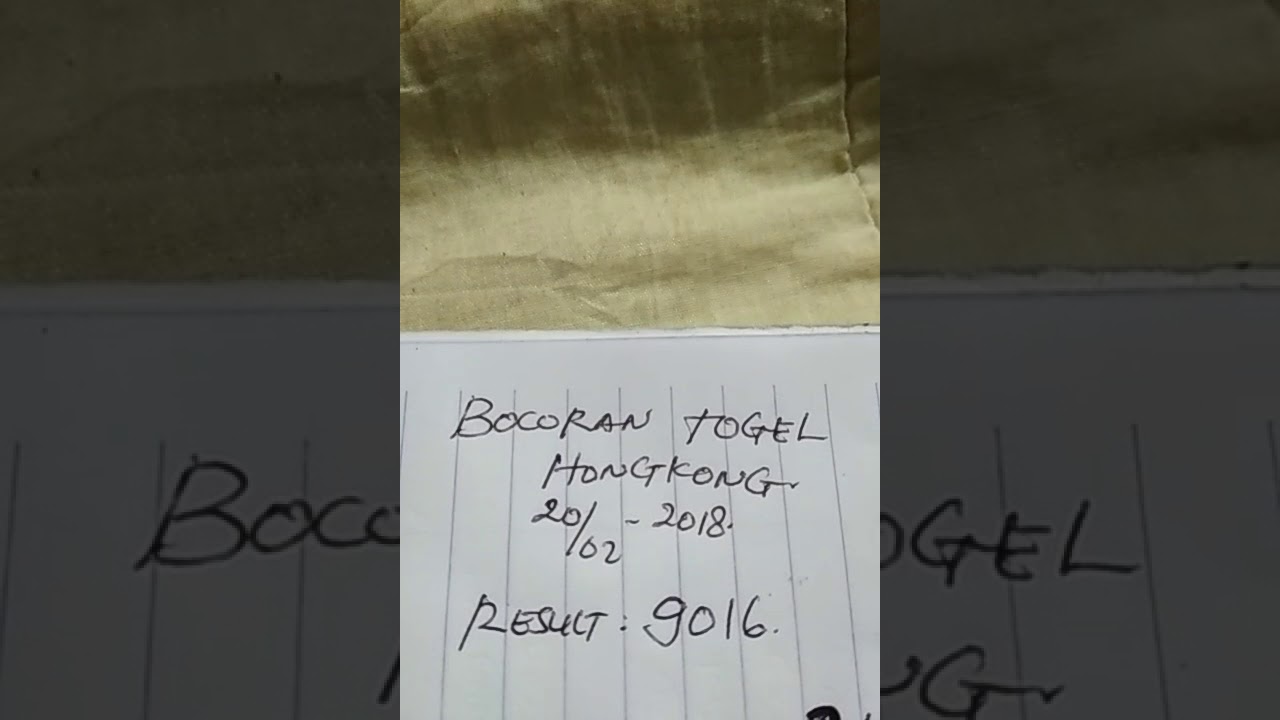 BOCORAN TOGEL
HONGKONG
20/02 - 2018.
RESULT : 9016.